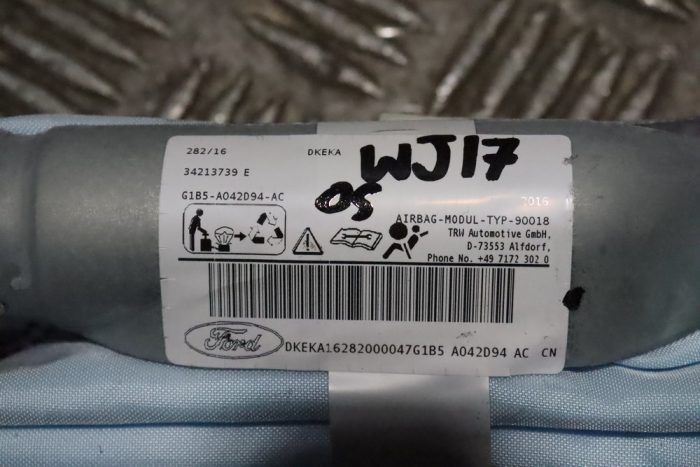 282/16 DKEKA WJ17
34213739 E
G1B5-A042D94-AC OS 2016
AIRBAG-MODUL-TYP-90018
TRW Automotive GmbH,
D-73553 Alfdorf,
Phone No. +49 7172 302 0
Ford DKEKA16282000047G1B5 A042D94 AC CN